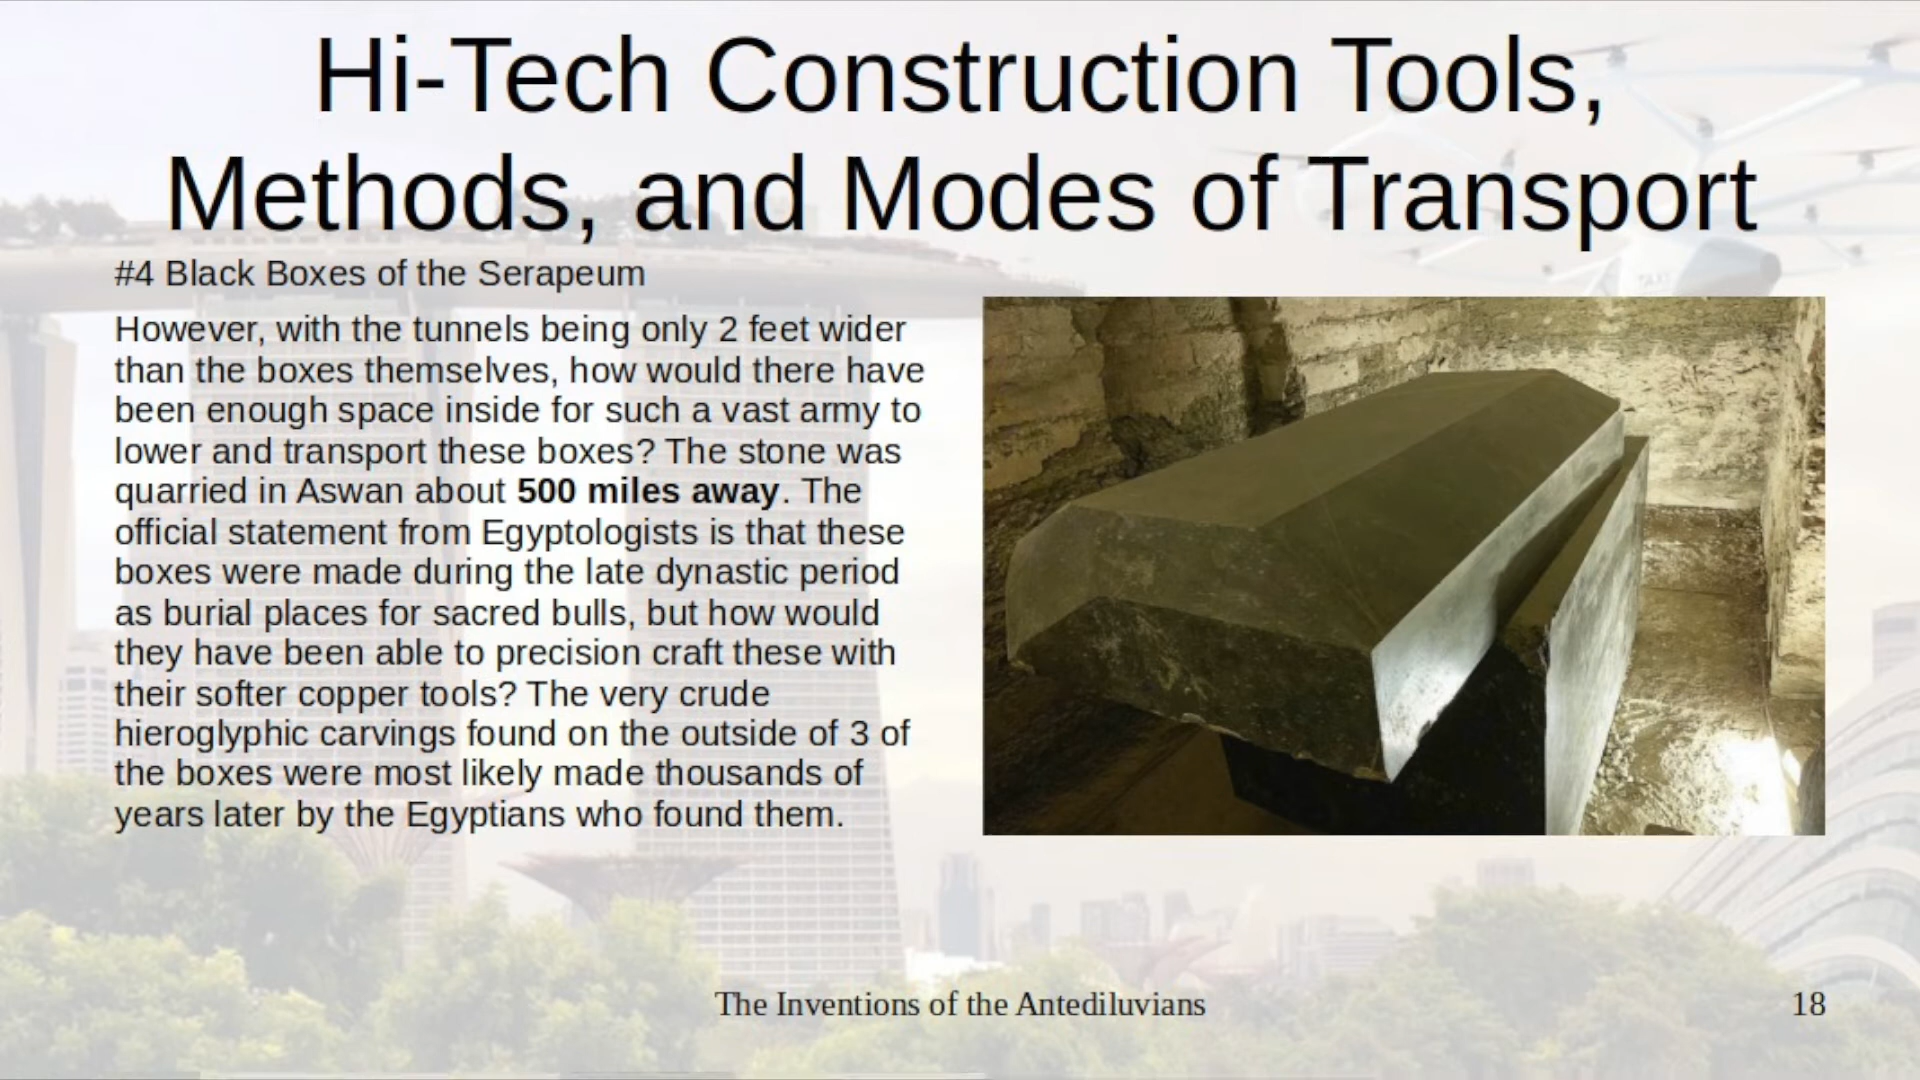 Hi-Tech Construction Tools,
Methods, and Modes of Transport
#4 Black Boxes of the Serapeum
However, with the tunnels being only 2 feet wider
than the boxes themselves, how would there have
been enough space inside for such a vast army to
lower and transport these boxes? The stone was
quarried in Aswan about 500 miles away. The
official statement from Egyptologists is that these
boxes were made during the late dynastic period
as burial places for sacred bulls, but how would
they have been able to precision craft these with
their softer copper tools? The very crude
hieroglyphic carvings found on the outside of 3 of
the boxes were most likely made thousands of
years later by the Egyptians who found them.
The Inventions of the Antediluvians
18